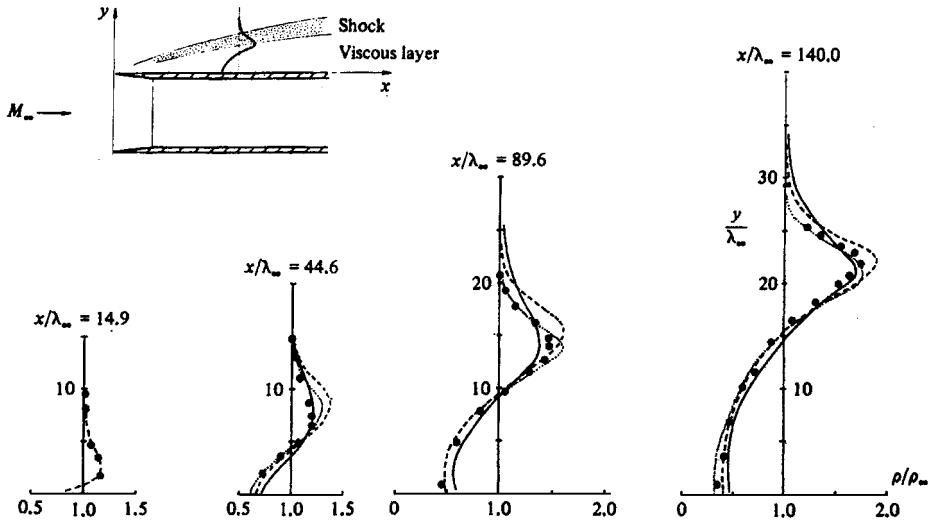 y
Shock
Viscous layer
x
M∞
x/λ∞ = 14.9
10
0.5 1.0 1.5
x/λ∞ = 44.6
20
10
0.5 1.0 1.5
x/λ∞ = 89.6
20
10
0 1.0 2.0
x/λ∞ = 140.0
30
y/λ∞
20
10
0 1.0 2.0
ρ/ρ∞